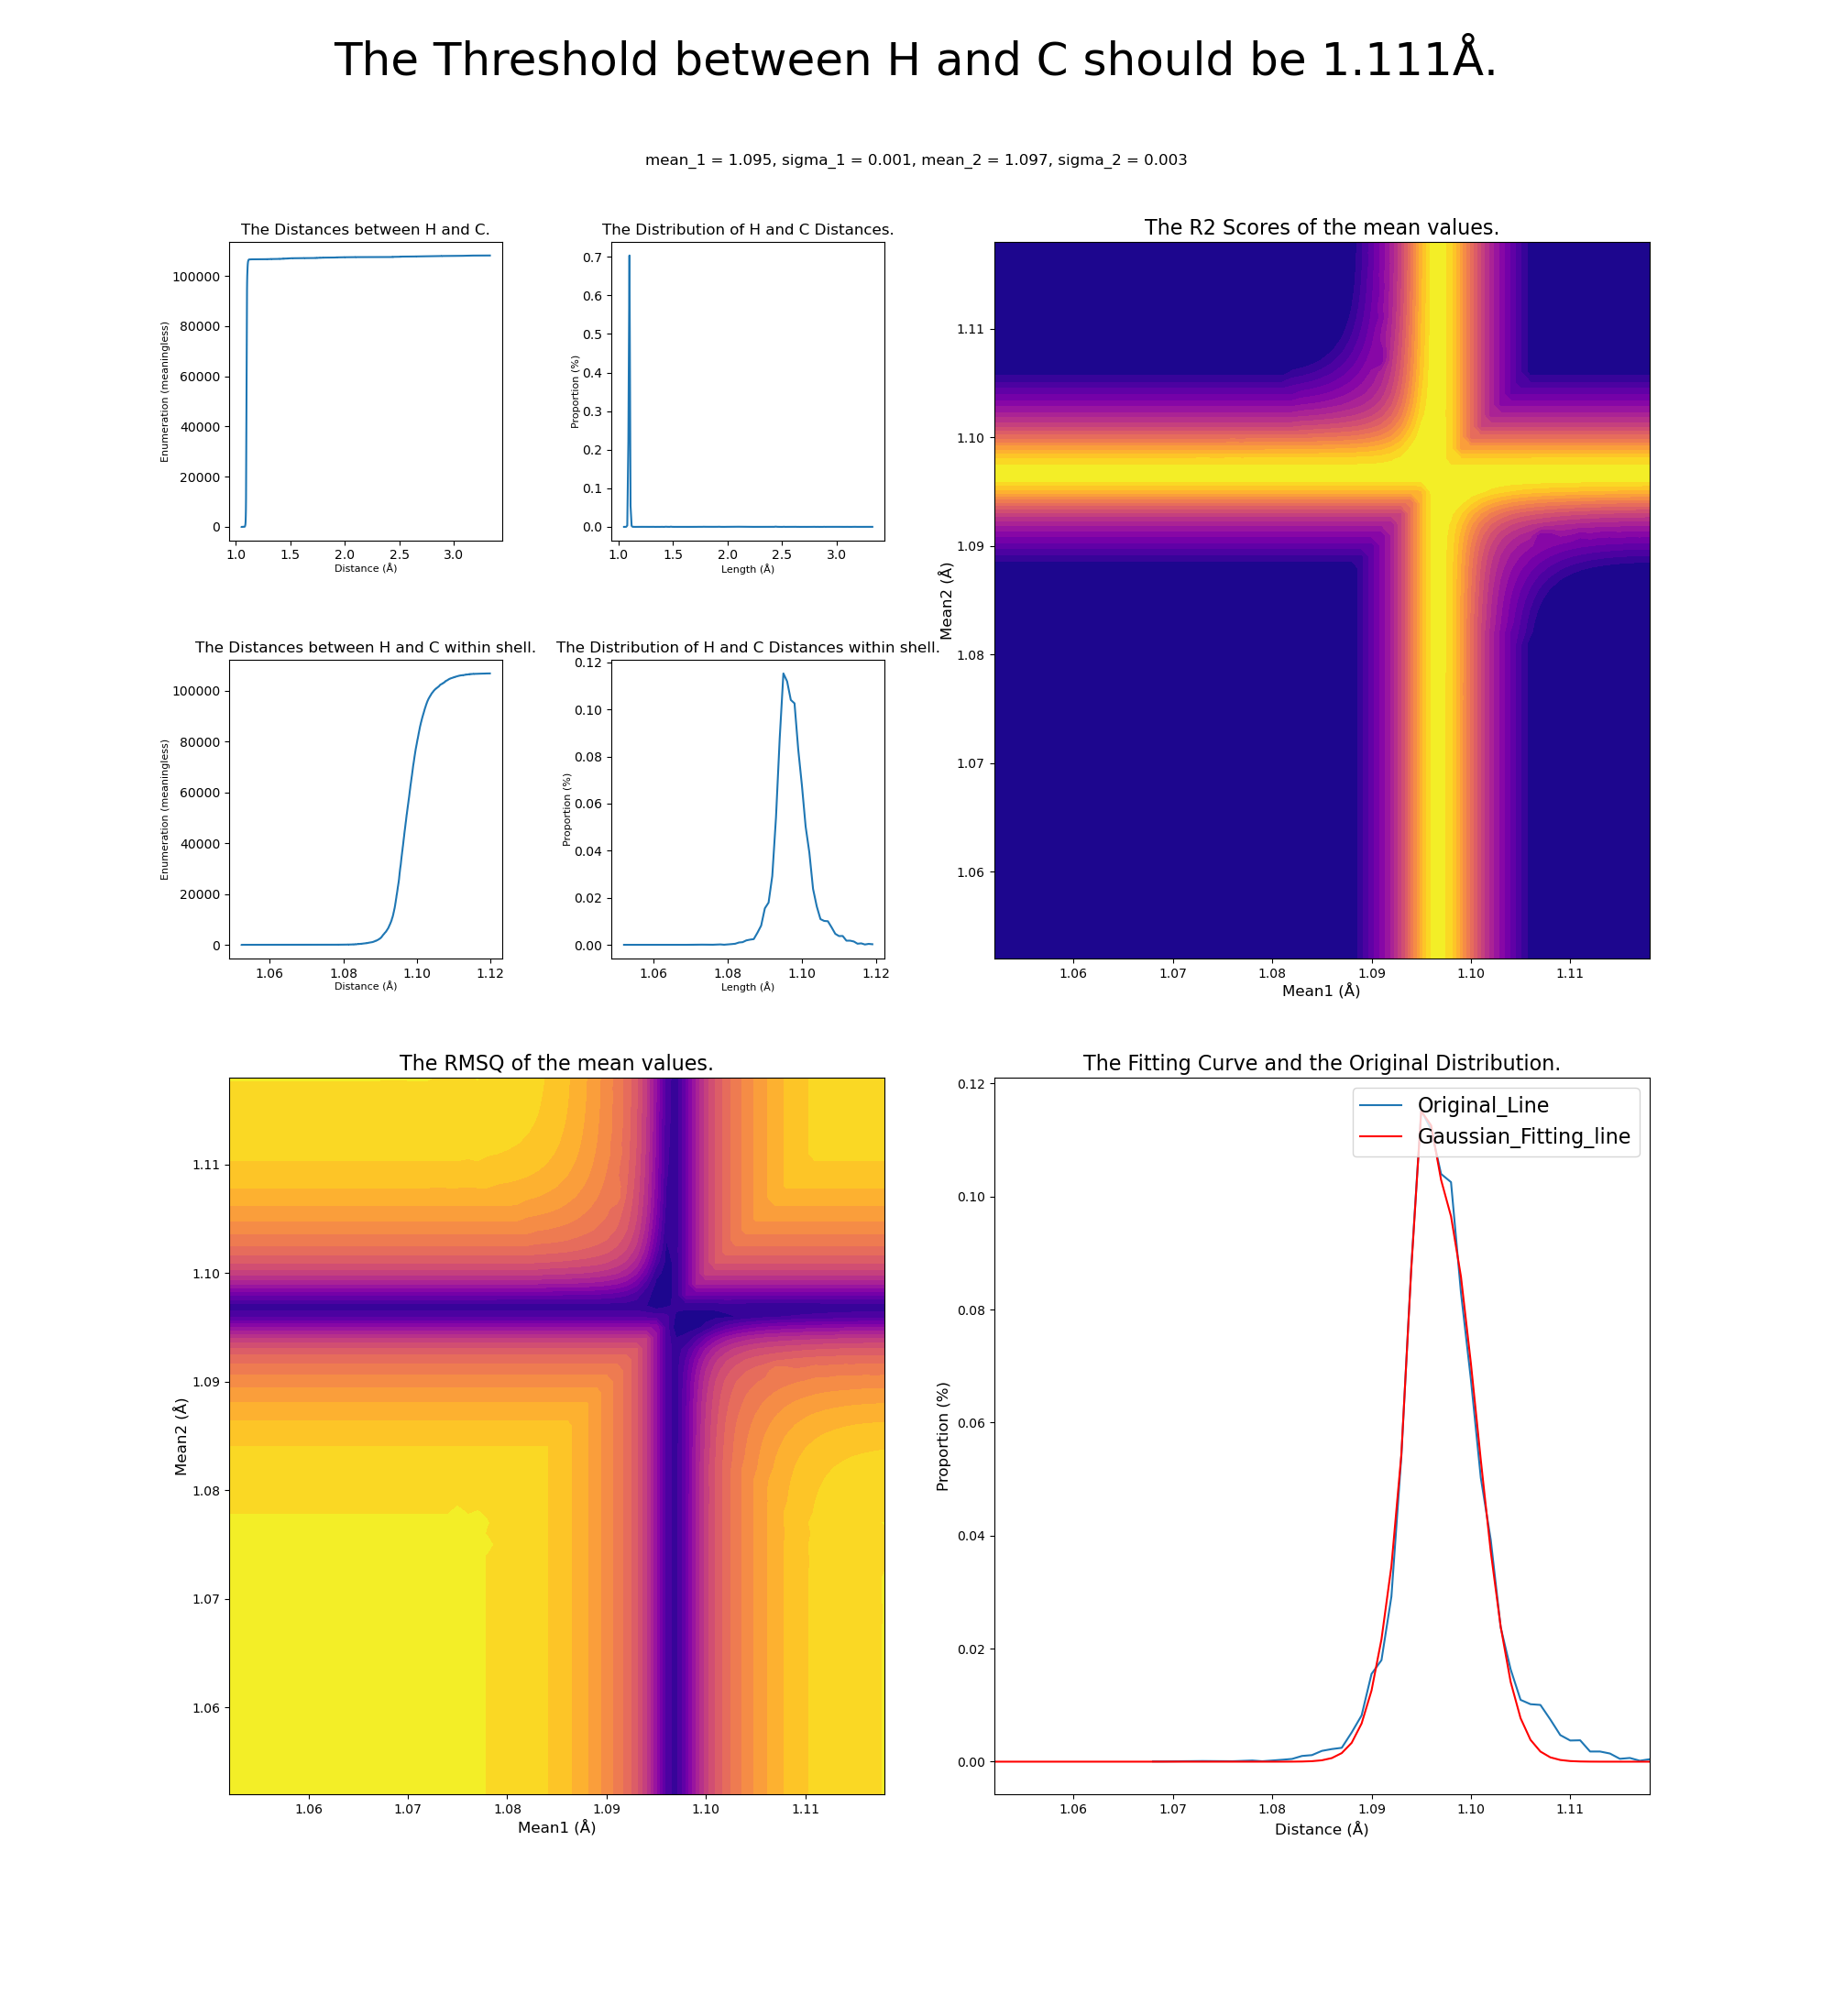 The Threshold between H and C should be 1.111Å.
mean_1 = 1.095, sigma_1 = 0.001, mean_2 = 1.097, sigma_2 = 0.003
The Distances between H and C.
Enumeration (meaningless)
100000
80000
60000
40000
20000
0
1.0 1.5 2.0 2.5 3.0
Distance (Å)
The Distribution of H and C Distances.
Proportion (%)
0.7
0.6
0.5
0.4
0.3
0.2
0.1
0.0
1.0 1.5 2.0 2.5 3.0
Length (Å)
The R2 Scores of the mean values.
Mean2 (Å)
1.11
1.10
1.09
1.08
1.07
1.06
1.06 1.07 1.08 1.09 1.10 1.11
Mean1 (Å)
The Distances between H and C within shell.
Enumeration (meaningless)
100000
80000
60000
40000
20000
0
1.06 1.08 1.10 1.12
Distance (Å)
The Distribution of H and C Distances within shell.
Proportion (%)
0.12
0.10
0.08
0.06
0.04
0.02
0.00
1.06 1.08 1.10 1.12
Length (Å)
The RMSQ of the mean values.
Mean2 (Å)
1.11
1.10
1.09
1.08
1.07
1.06
1.06 1.07 1.08 1.09 1.10 1.11
Mean1 (Å)
The Fitting Curve and the Original Distribution.
Original_Line
Gaussian_Fitting_line
Proportion (%)
0.12
0.10
0.08
0.06
0.04
0.02
0.00
1.06 1.07 1.08 1.09 1.10 1.11
Distance (Å)